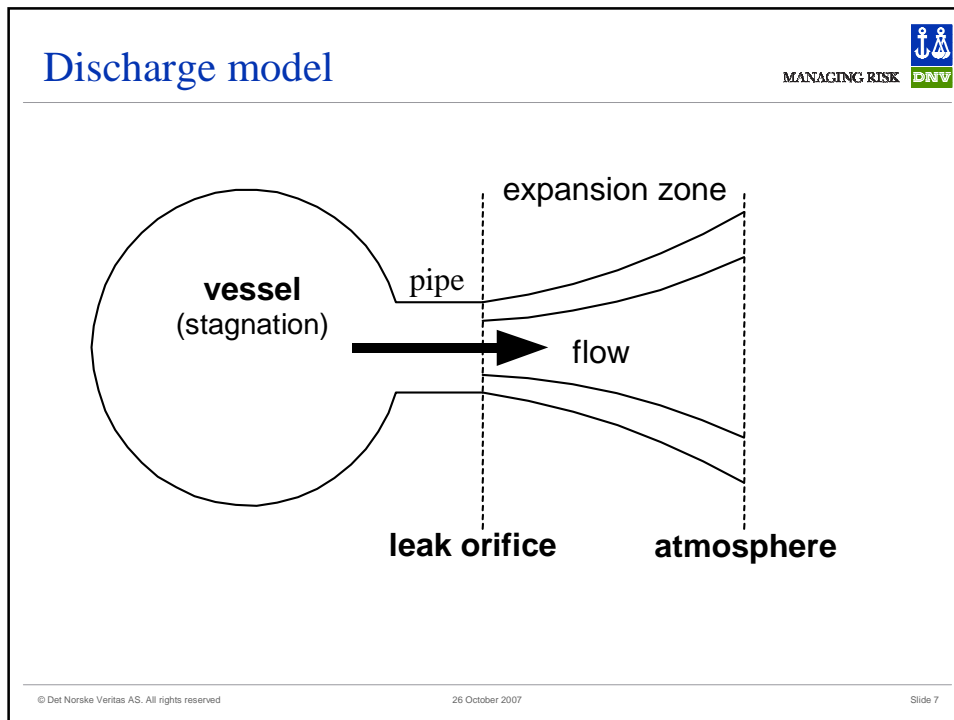 Discharge model
MANAGING RISK
DNV
expansion zone
pipe
vessel
(stagnation)
flow
leak orifice
atmosphere
© Det Norske Veritas AS. All rights reserved
26 October 2007
Slide 7